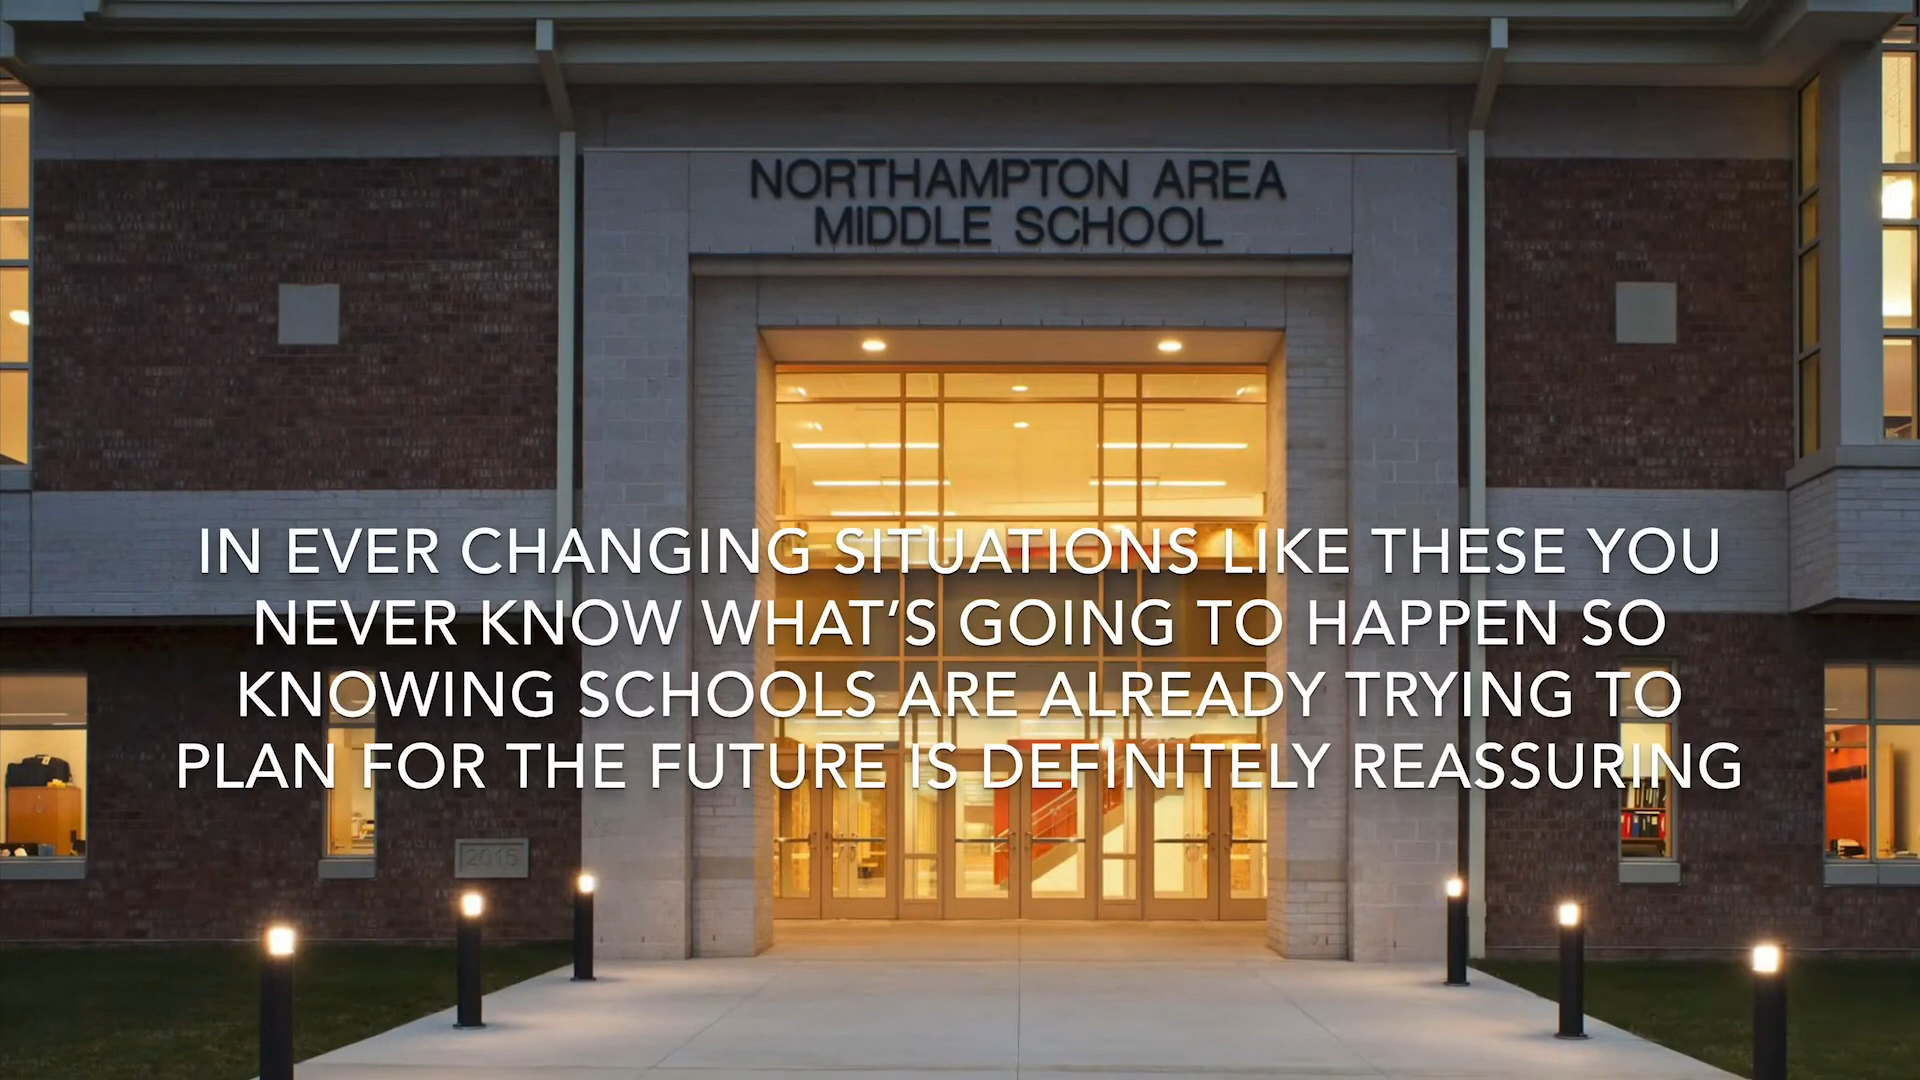 NORTHAMPTON AREA
MIDDLE SCHOOL
IN EVER CHANGING SITUATIONS LIKE THESE YOU
NEVER KNOW WHAT’S GOING TO HAPPEN SO
KNOWING SCHOOLS ARE ALREADY TRYING TO
PLAN FOR THE FUTURE IS DEFINITELY REASSURING
2015